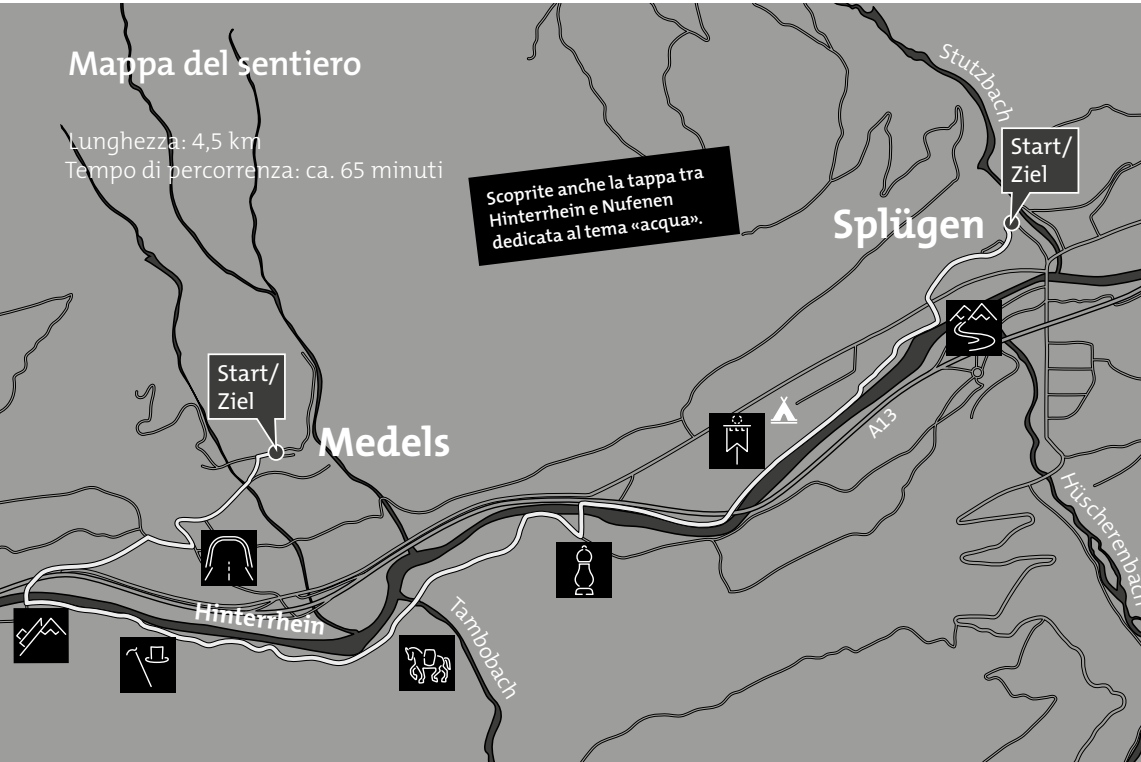 Mappa del sentiero
Lunghezza: 4,5 km
Tempo di percorrenza: ca. 65 minuti
Scoprite anche la tappa tra
Hinterrhein e Nufenen
dedicata al tema «acqua».
Stutzbach
Start/
Ziel
Splügen
Start/
Ziel
Medels
A13
Hüscherenbach
Hinterrhein
Tambobach